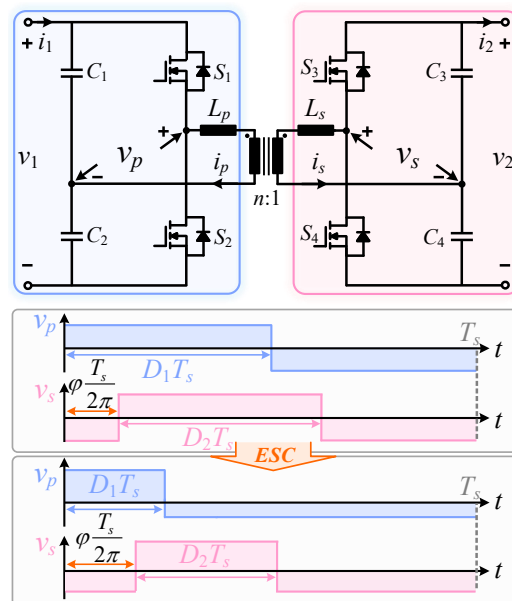 + i₁ C₁ S₁ S₃ i₂ C₃ +
Lₚ Lₛ
+ +
v₁ vₚ iₚ iₛ vₛ v₂
− −
n:1
C₂ S₂ S₄ C₄
− −
vₚ Tₛ t
D₁Tₛ
φ Tₛ/2π
vₛ t
D₂Tₛ
ESC
vₚ D₁Tₛ Tₛ t
φ Tₛ/2π
vₛ D₂Tₛ t